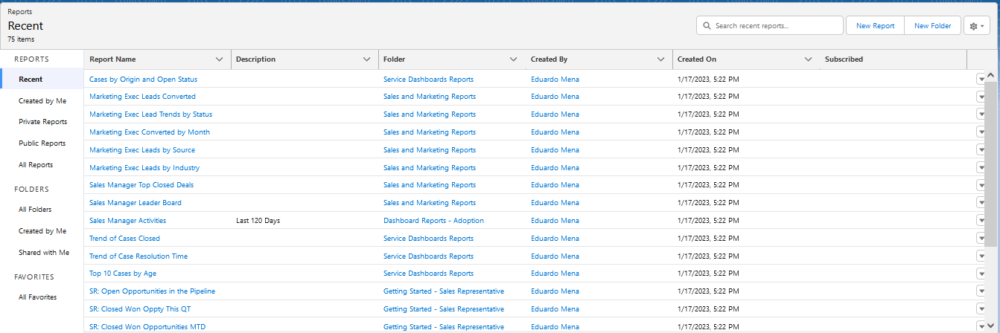 Reports
Recent
75 items
Search recent reports...
New Report
New Folder
REPORTS
Recent
Created by Me
Private Reports
Public Reports
All Reports
FOLDERS
All Folders
Created by Me
Shared with Me
FAVORITES
All Favorites
Report Name Description Folder Created By Created On Subscribed
Cases by Origin and Open Status Service Dashboards Reports Eduardo Mena 1/17/2023, 5:22 PM
Marketing Exec Leads Converted Sales and Marketing Reports Eduardo Mena 1/17/2023, 5:22 PM
Marketing Exec Lead Trends by Status Sales and Marketing Reports Eduardo Mena 1/17/2023, 5:22 PM
Marketing Exec Converted by Month Sales and Marketing Reports Eduardo Mena 1/17/2023, 5:22 PM
Marketing Exec Leads by Source Sales and Marketing Reports Eduardo Mena 1/17/2023, 5:22 PM
Marketing Exec Leads by Industry Sales and Marketing Reports Eduardo Mena 1/17/2023, 5:22 PM
Sales Manager Top Closed Deals Sales and Marketing Reports Eduardo Mena 1/17/2023, 5:22 PM
Sales Manager Leader Board Sales and Marketing Reports Eduardo Mena 1/17/2023, 5:22 PM
Sales Manager Activities Last 120 Days Dashboard Reports - Adoption Eduardo Mena 1/17/2023, 5:22 PM
Trend of Cases Closed Service Dashboards Reports Eduardo Mena 1/17/2023, 5:22 PM
Trend of Case Resolution Time Service Dashboards Reports Eduardo Mena 1/17/2023, 5:22 PM
Top 10 Cases by Age Service Dashboards Reports Eduardo Mena 1/17/2023, 5:22 PM
SR: Open Opportunities in the Pipeline Getting Started - Sales Representative Eduardo Mena 1/17/2023, 5:22 PM
SR: Closed Won Oppty This QT Getting Started - Sales Representative Eduardo Mena 1/17/2023, 5:22 PM
SR: Closed Won Opportunities MTD Getting Started - Sales Representative Eduardo Mena 1/17/2023, 5:22 PM